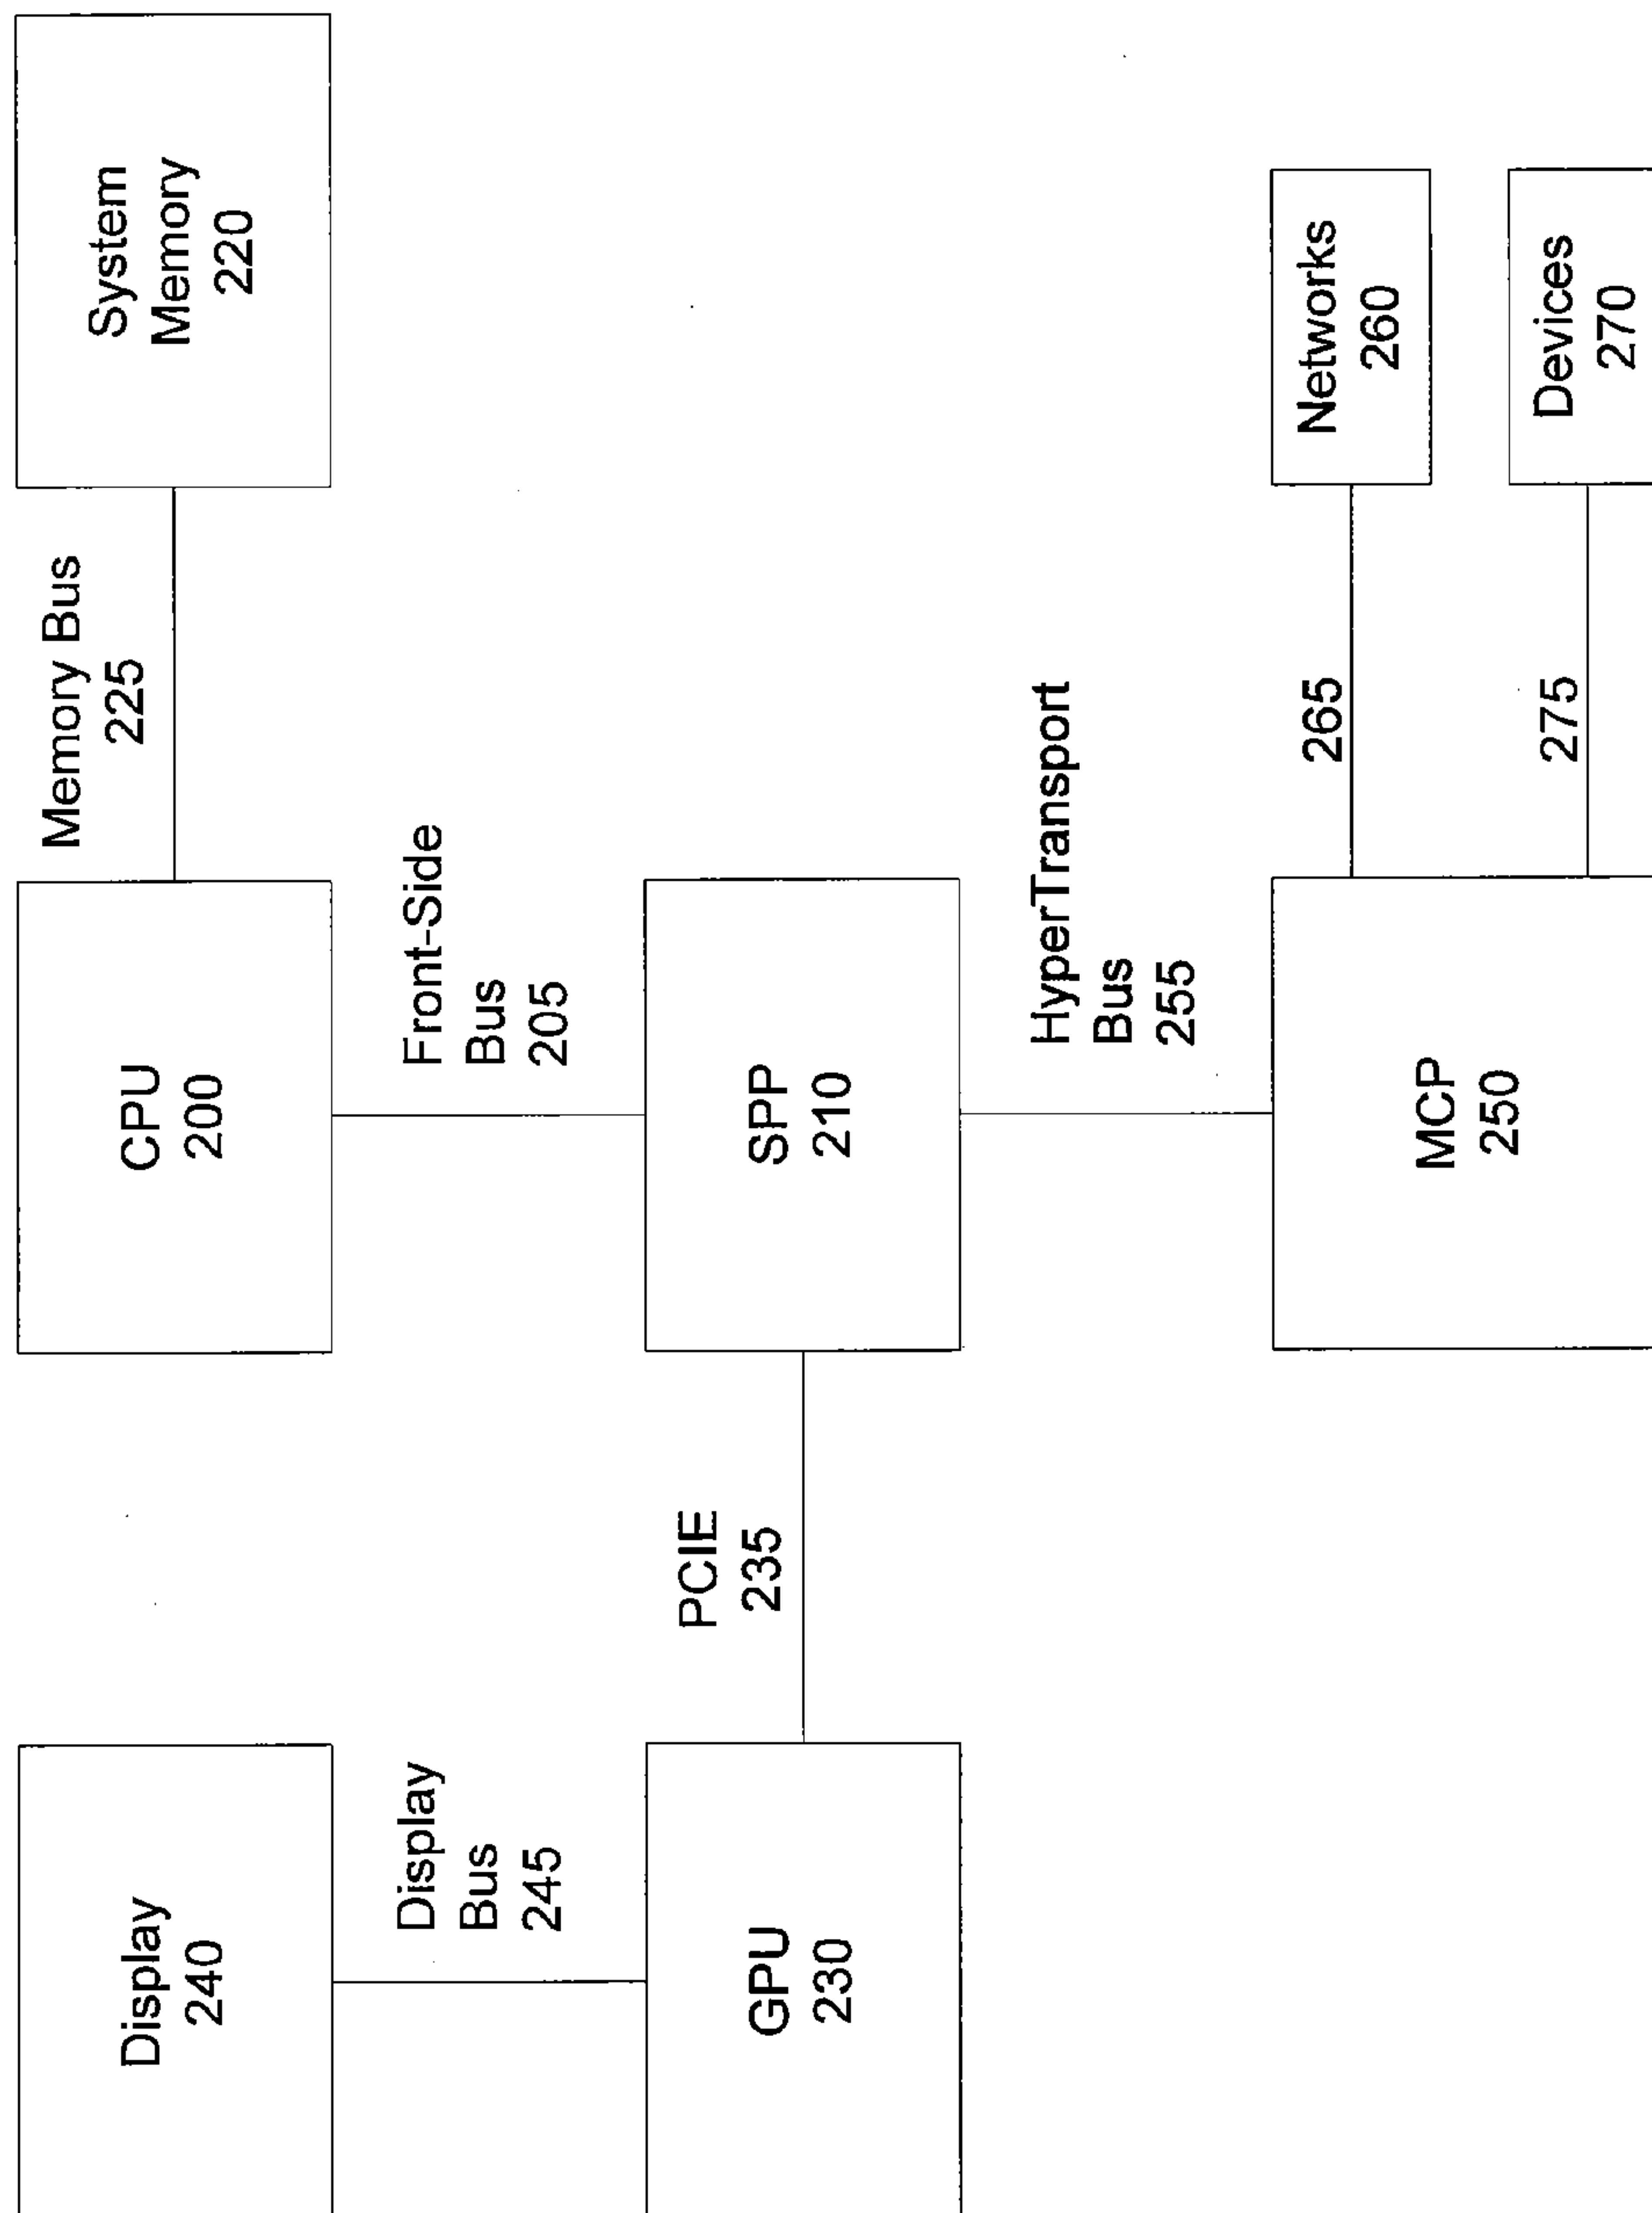 Display
240
Display
Bus
245
GPU
230
PCIE
235
CPU
200
Front-Side
Bus
205
SPP
210
HyperTransport
Bus
255
MCP
250
Memory Bus
225
System
Memory
220
265
Networks
260
275
Devices
270